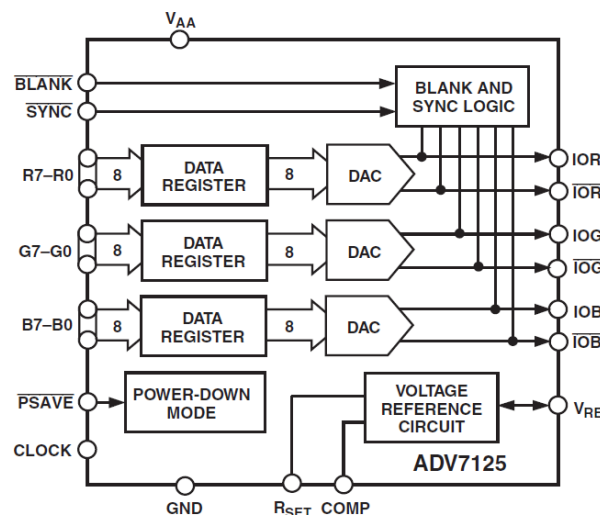 VAA
BLANK
SYNC
BLANK AND
SYNC LOGIC
R7–R0
8
DATA
REGISTER
8
DAC
IOR
IOR
G7–G0
8
DATA
REGISTER
8
DAC
IOG
IOG
B7–B0
8
DATA
REGISTER
8
DAC
IOB
IOB
PSAVE
POWER-DOWN
MODE
VOLTAGE
REFERENCE
CIRCUIT
VRE
CLOCK
ADV7125
GND
RSET
COMP